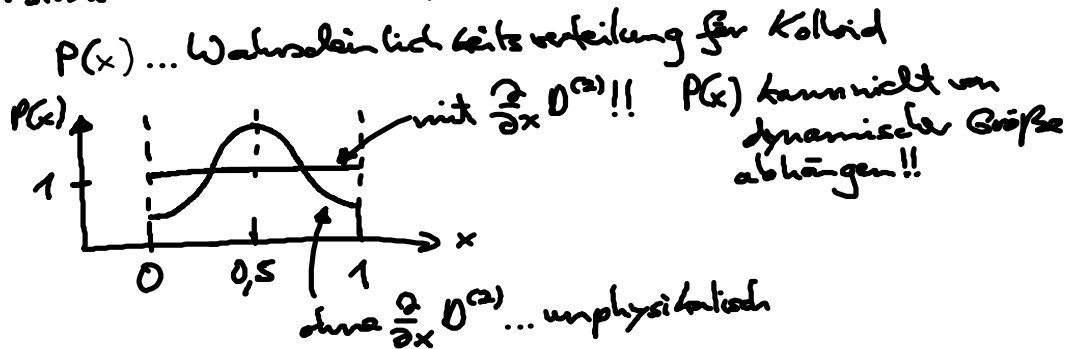 P(x) ... Wahrscheinlichkeitsverteilung für Kolloid
P(x)
mit ∂/∂x D⁽²⁾!!
P(x) kann nicht von
dynamischer Größe
abhängen!!
1
x
0 0,5 1
ohne ∂/∂x D⁽²⁾ ... unphysikalisch